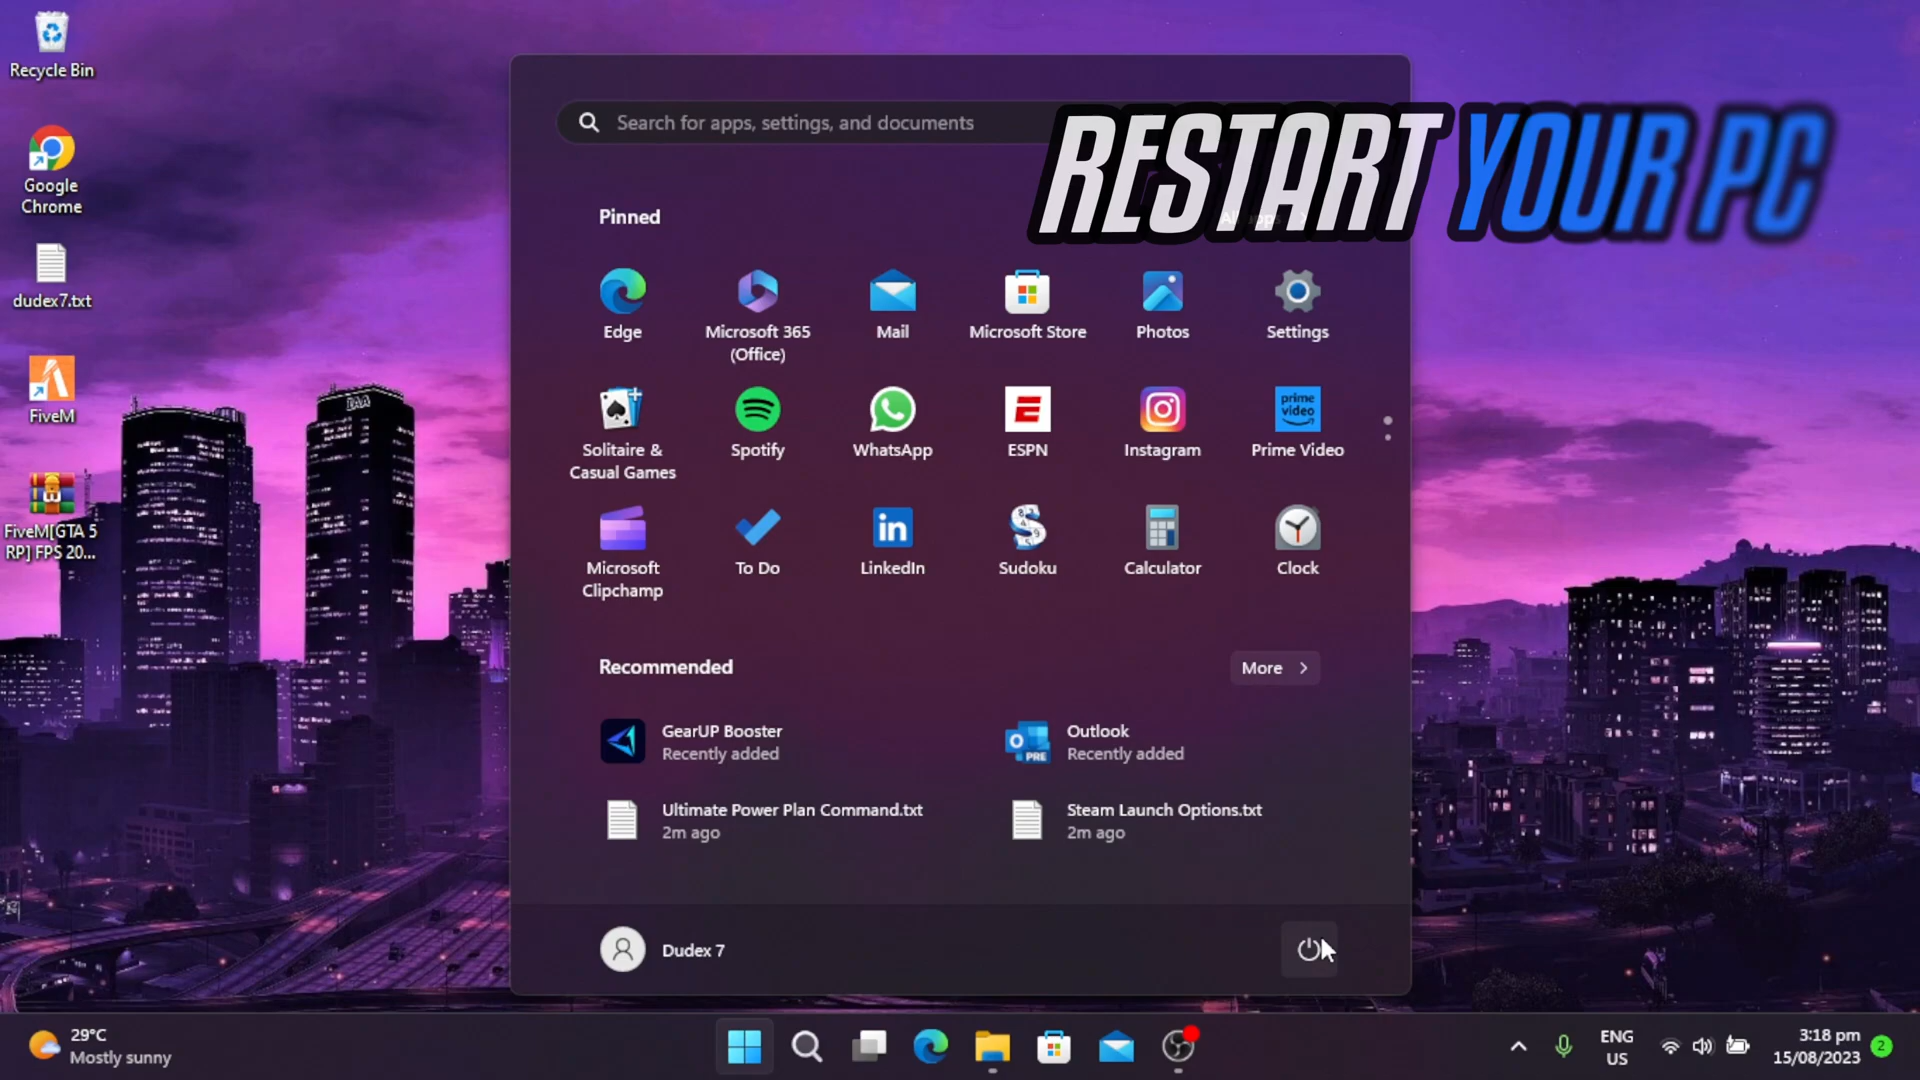 Recycle Bin
Google
Chrome
dudex7.txt
FiveM
FiveM[GTA 5
RP] FPS 20...
Search for apps, settings, and documents
RESTART YOUR PC
Pinned
All apps >
Edge
Microsoft 365
(Office)
Mail
Microsoft Store
Photos
Settings
Solitaire &
Casual Games
Spotify
WhatsApp
ESPN
Instagram
prime
video
Prime Video
Microsoft
Clipchamp
To Do
LinkedIn
Sudoku
Calculator
Clock
Recommended
More >
GearUP Booster
Recently added
Outlook
Recently added
PRE
Ultimate Power Plan Command.txt
2m ago
Steam Launch Options.txt
2m ago
Dudex 7
29°C
Mostly sunny
ENG
US
3:18 pm
15/08/2023
2